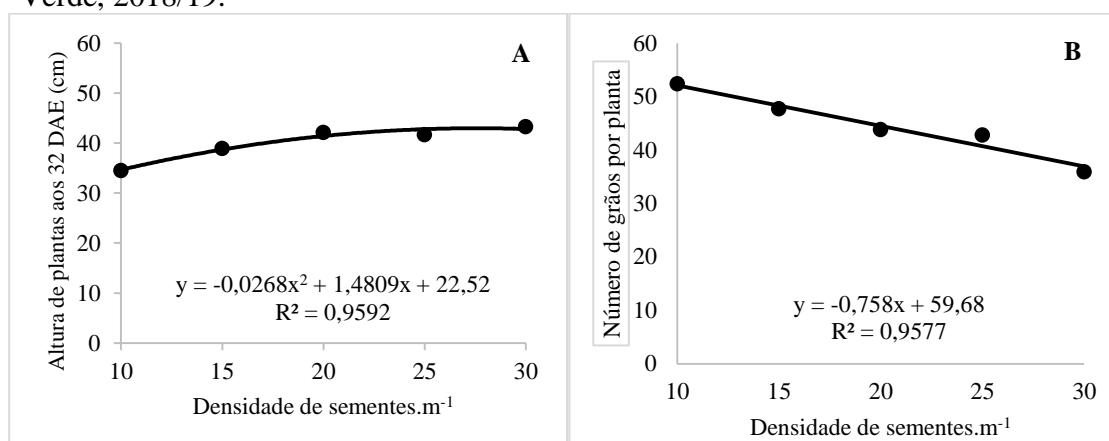 Verde, 2018/19.
A
Altura de plantas aos 32 DAE (cm)
60
50
40
30
20
10
0
y = -0,0268x² + 1,4809x + 22,52
R² = 0,9592
10 15 20 25 30
Densidade de sementes.m⁻¹
B
Número de grãos por planta
60
50
40
30
20
10
0
y = -0,758x + 59,68
R² = 0,9577
10 15 20 25 30
Densidade de sementes.m⁻¹